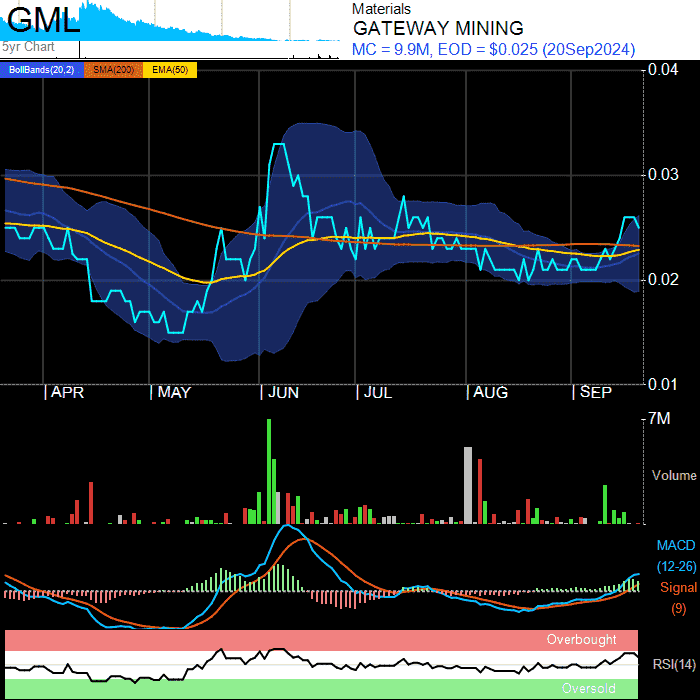 GML
5yr Chart
Materials
GATEWAY MINING
MC = 9.9M, EOD = $0.025 (20Sep2024)
BollBands(20,2) SMA(200) EMA(50)
0.04
0.03
0.02
0.01
APR MAY JUN JUL AUG SEP
7M
Volume
MACD
(12-26)
Signal
(9)
Overbought
RSI(14)
Oversold